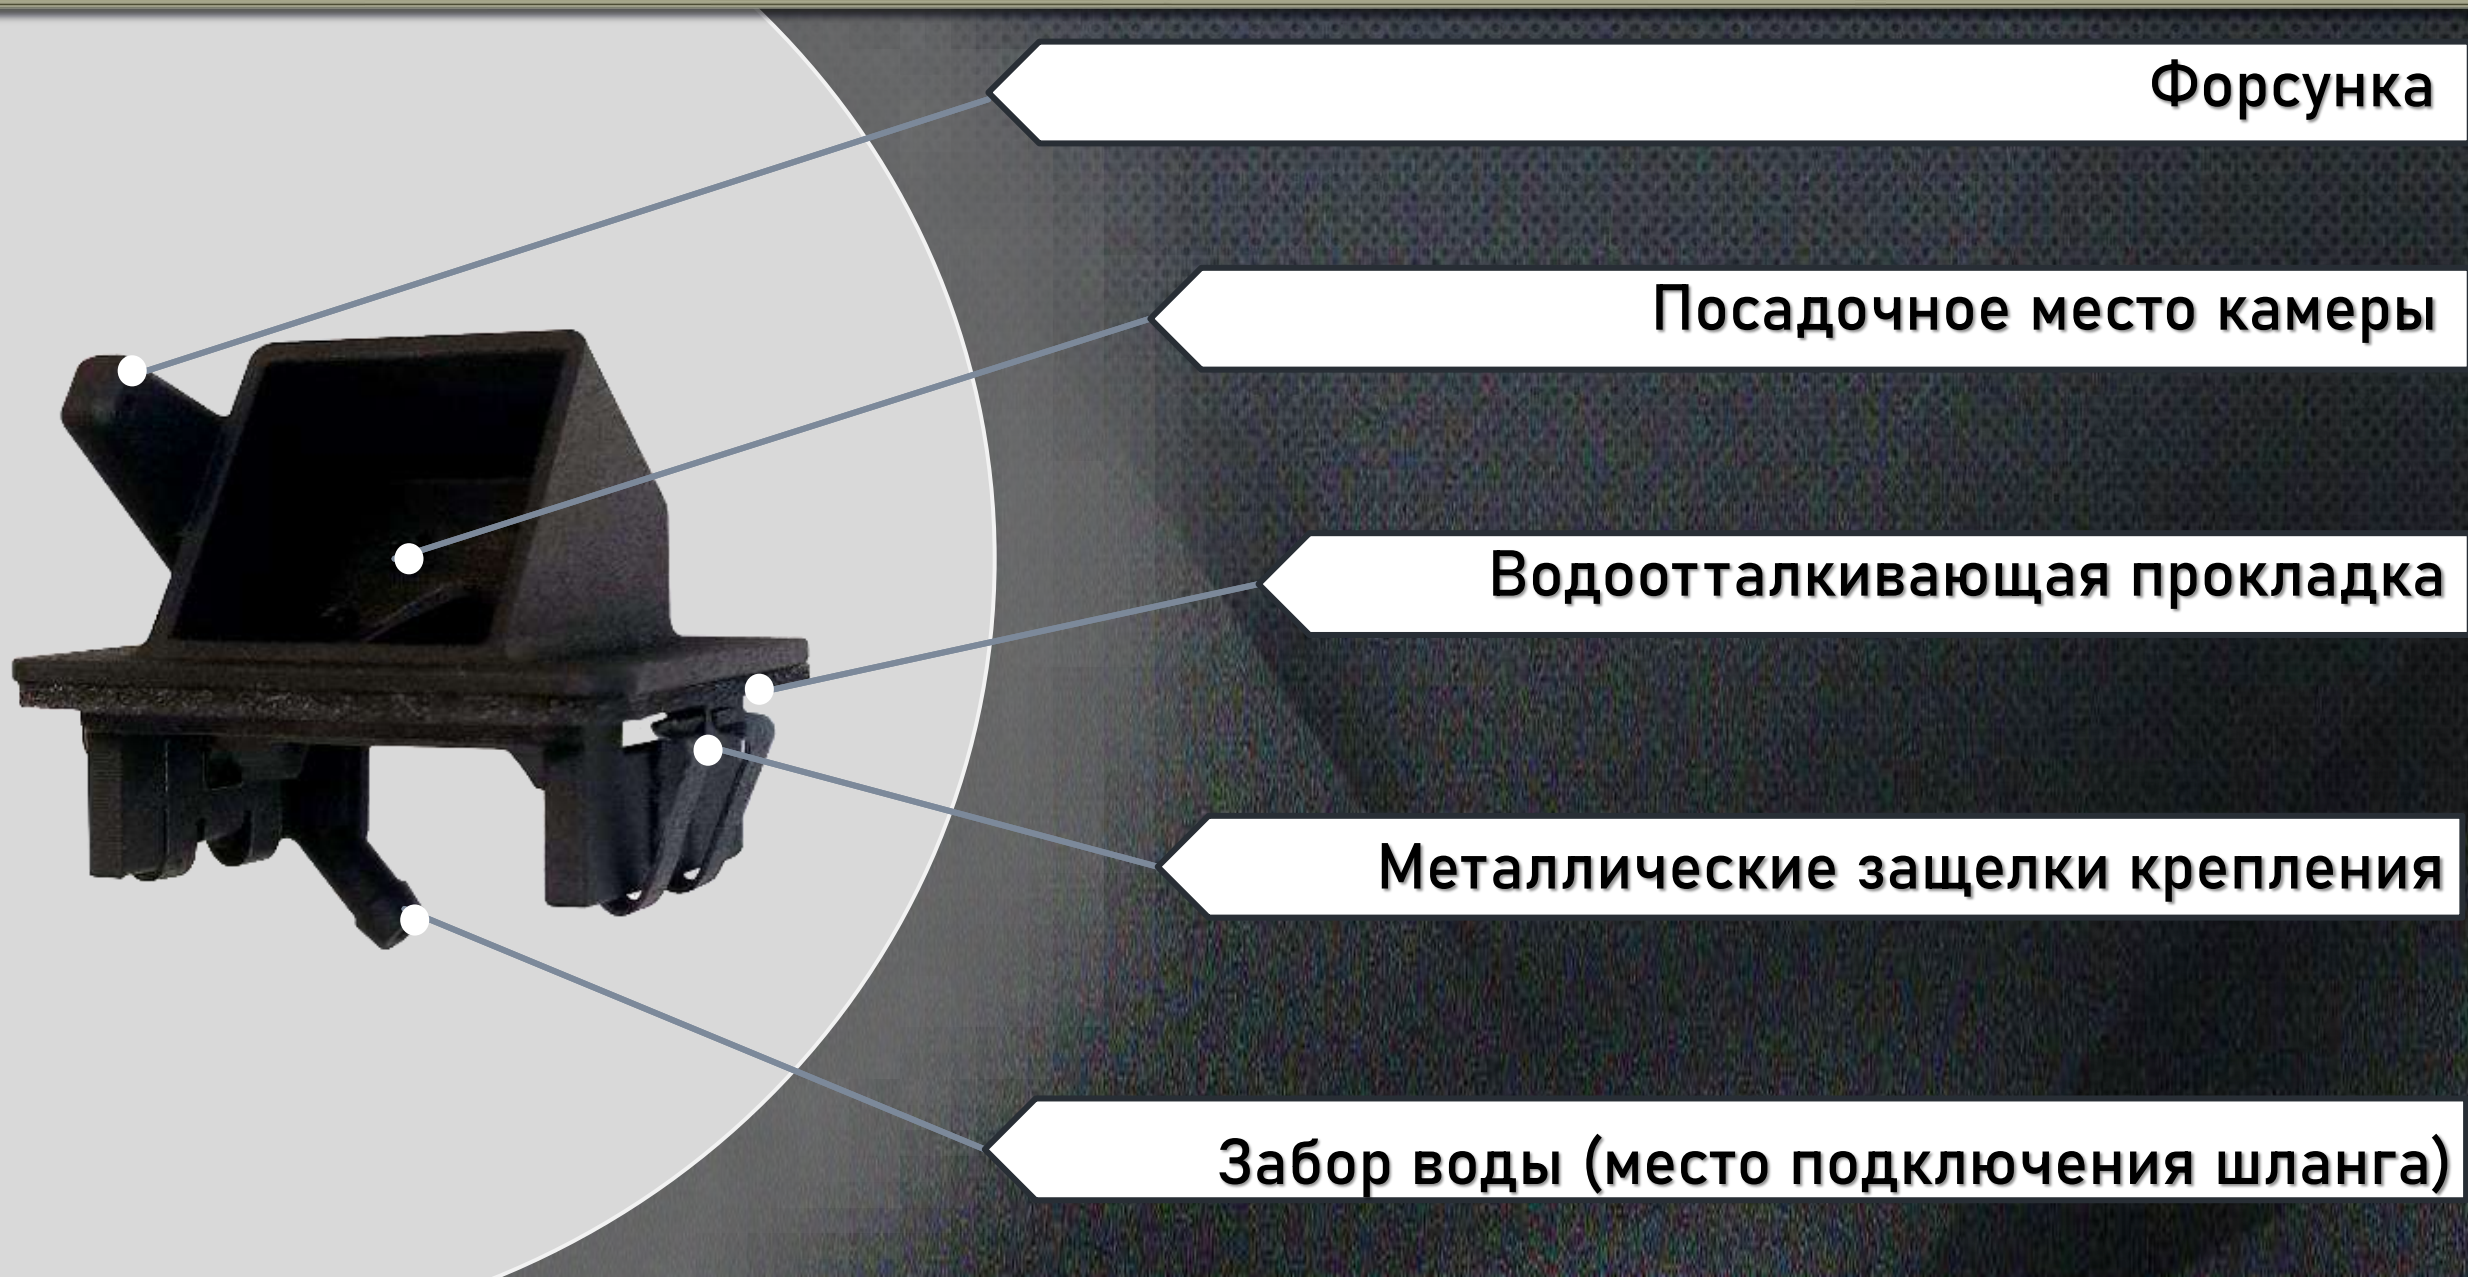 Форсунка
Посадочное место камеры
Водоотталкивающая прокладка
Металлические защелки крепления
Забор воды (место подключения шланга)